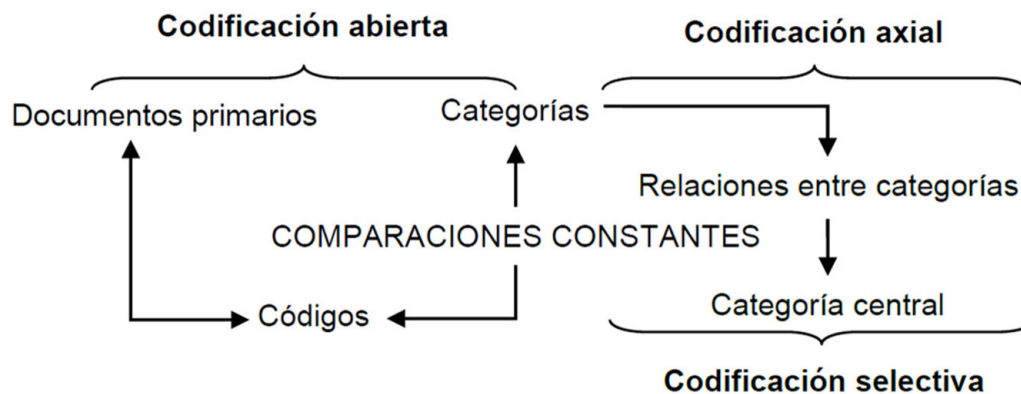 Codificación abierta
Codificación axial
Documentos primarios
Categorías
Relaciones entre categorías
COMPARACIONES CONSTANTES
Códigos
Categoría central
Codificación selectiva